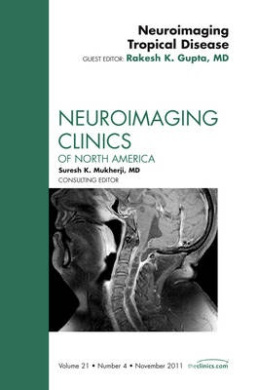 Neuroimaging
Tropical Disease
GUEST EDITOR: Rakesh K. Gupta, MD
NEUROIMAGING
CLINICS
OF NORTH AMERICA
Suresh K. Mukherji, MD
CONSULTING EDITOR
Volume 21 • Number 4 • November 2011
theclinics.com